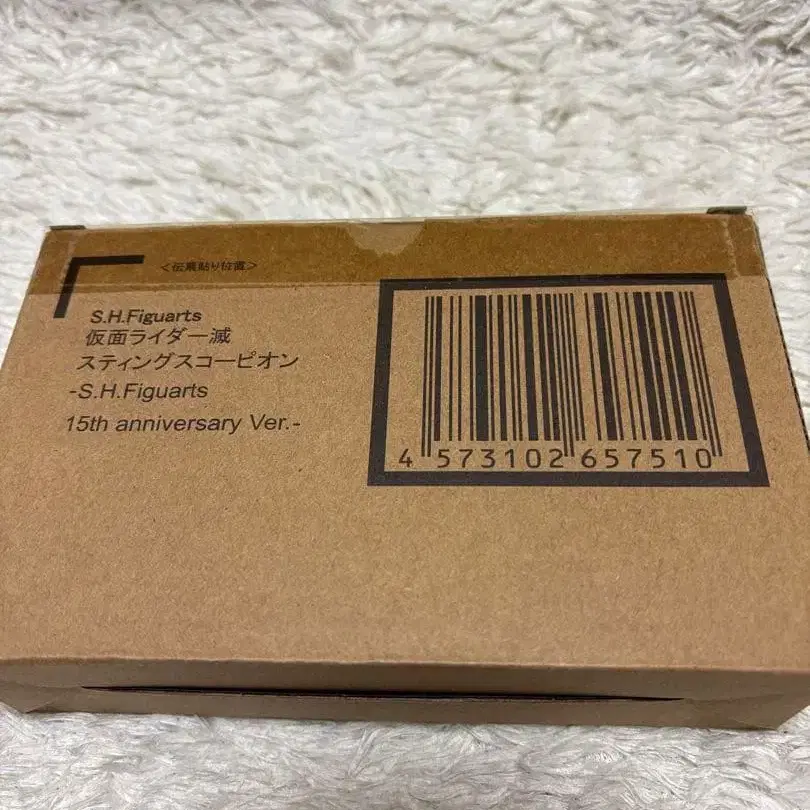 ＜伝票貼り位置＞
S.H.Figuarts
仮面ライダー滅
スティングスコーピオン
-S.H.Figuarts
15th anniversary Ver.-
4 573102 657510